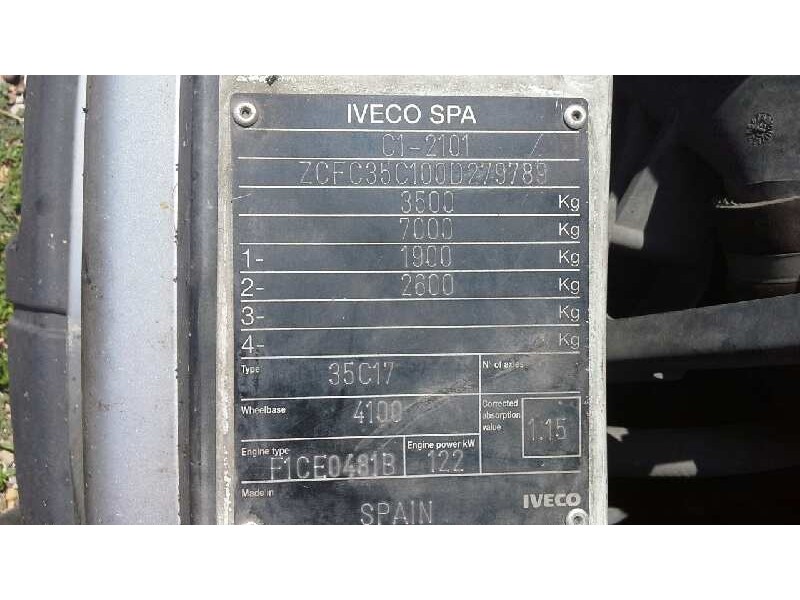 IVECO SPA
C1-2101 /
ZCFC35C100D279789
3500 Kg
7000 Kg
1- 1900 Kg
2- 2600 Kg
3- Kg
4- Kg
Type 35C17 N° of axles
Wheelbase 4100 Corrected absorption value 1.15
Engine type F1CE0481B Engine power kW 122
Made in SPAIN IVECO